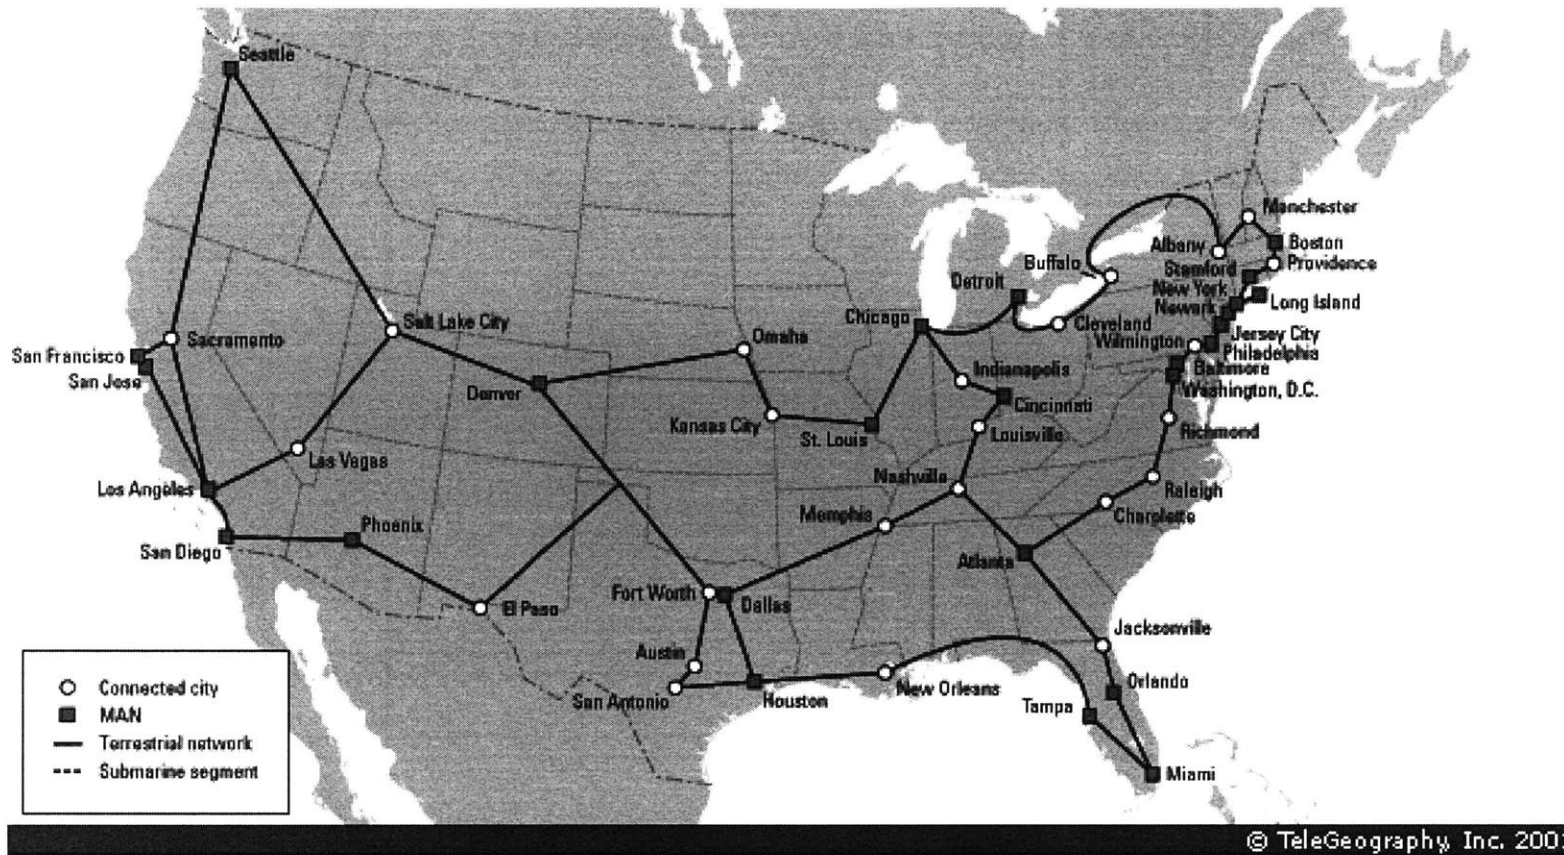 Seattle
Manchester
Albany
Boston
Buffalo
Stamford
Providence
Detroit
New York
Long Island
Newark
Chicago
Cleveland
Jersey City
Salt Lake City
Omaha
Wilmington
Philadelphia
Sacramento
San Francisco
San Jose
Indianapolis
Baltimore
Denver
Cincinnati
Washington, D.C.
Kansas City
St. Louis
Louisville
Richmond
Las Vegas
Los Angeles
Nashville
Raleigh
Memphis
Charolette
Phoenix
San Diego
Atlanta
Fort Worth
Dallas
El Paso
Jacksonville
Austin
Orlando
San Antonio
Houston
New Orleans
Tampa
Miami
Connected city
MAN
Terrestrial network
Submarine segment
© TeleGeography, Inc. 200